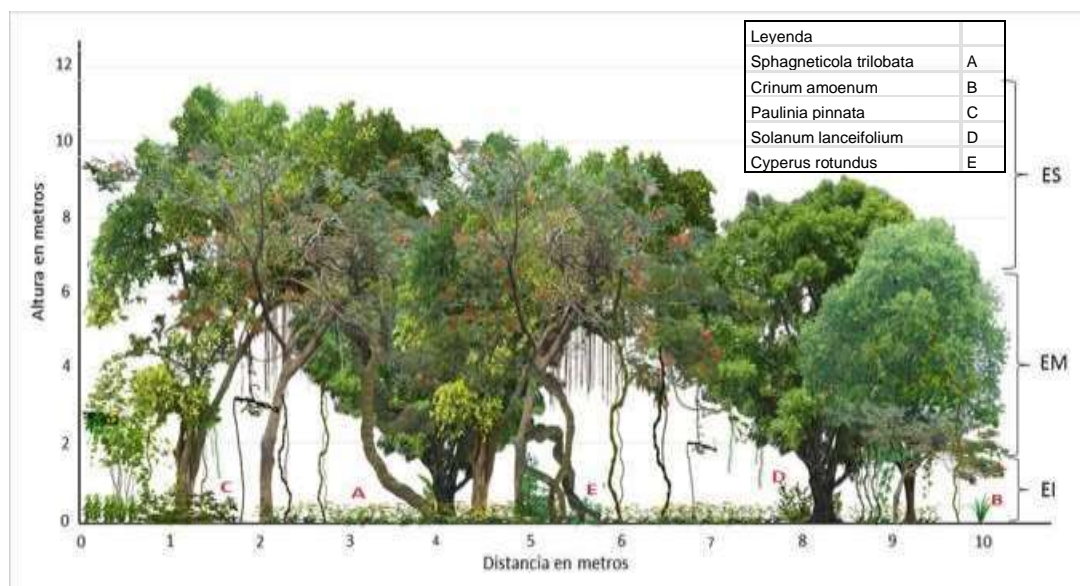 Leyenda
Sphagneticola trilobata A
Crinum amoenum B
Paulinia pinnata C
Solanum lanceifolium D
Cyperus rotundus E
12
10
8
6
4
2
0
Altura en metros
ES
EM
EI
C
A
E
D
B
0 1 2 3 4 5 6 7 8 9 10
Distancia en metros